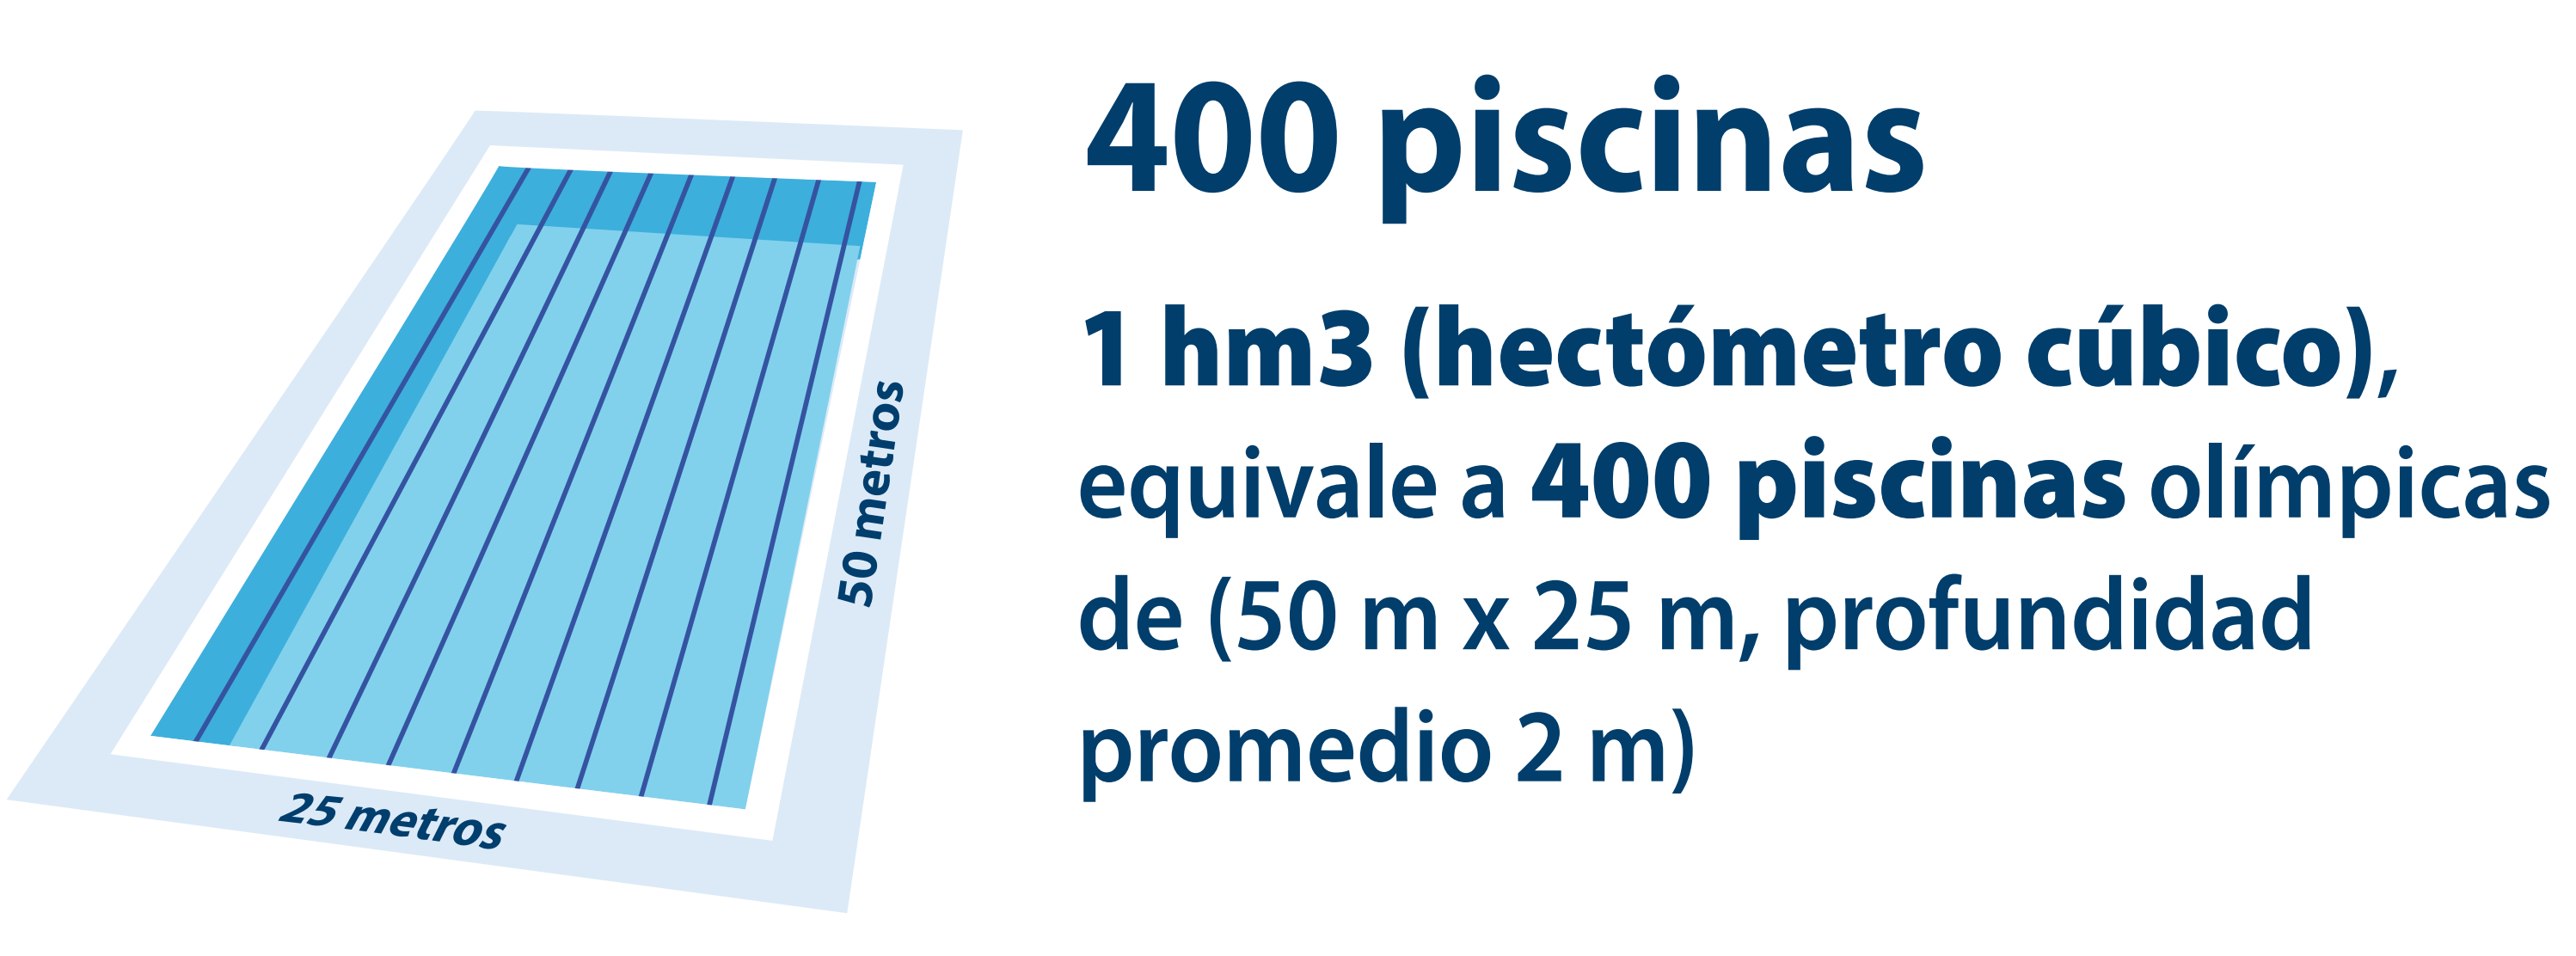 400 piscinas
1 hm3 (hectómetro cúbico),
equivale a 400 piscinas olímpicas
de (50 m x 25 m, profundidad
promedio 2 m)
50 metros
25 metros